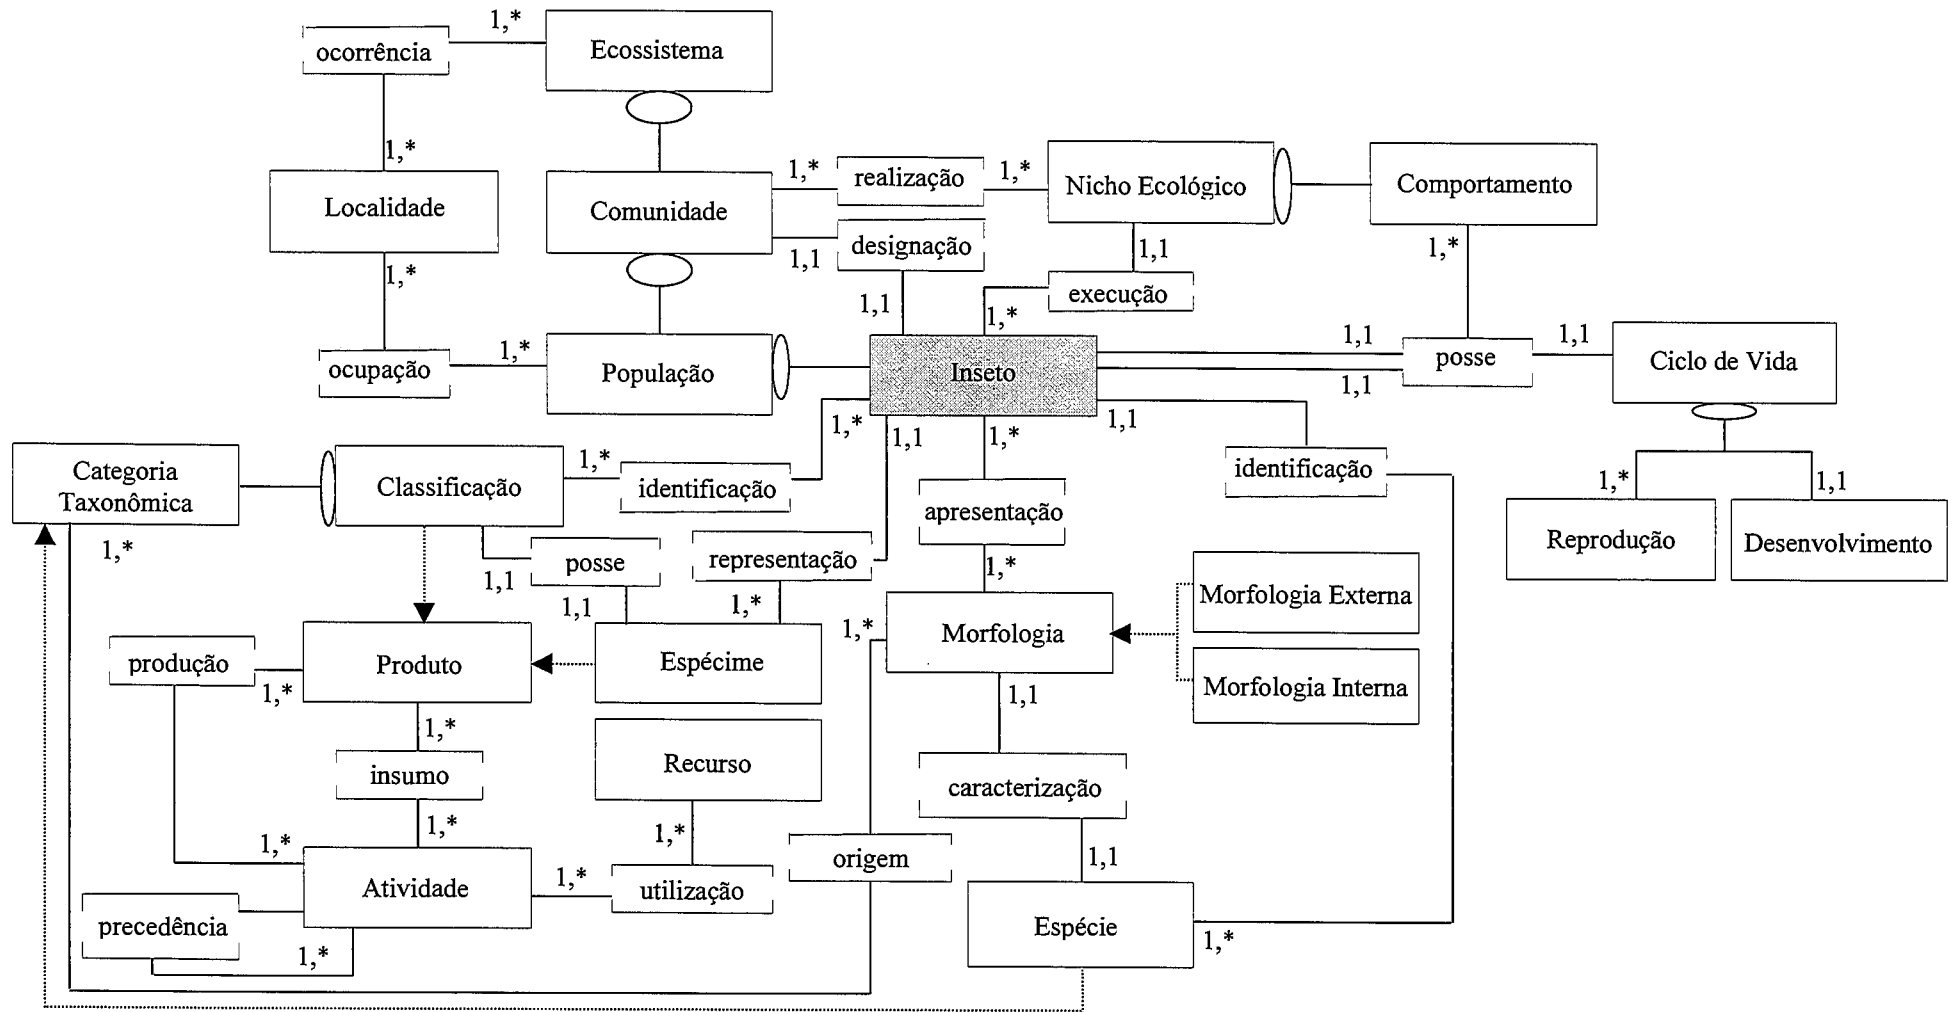 1,*
ocorrência
Ecossistema
1,*
1,*
realização
1,*
Nicho Ecológico
Comportamento
Localidade
Comunidade
designação
1,1
1,1
1,*
1,*
execução
1,1
1,*
1,*
ocupação
População
Inseto
1,1
1,1
posse
1,1
Ciclo de Vida
1,*
1,1
1,*
1,1
Categoria
Taxonômica
Classificação
1,*
identificação
identificação
1,*
1,1
apresentação
Reprodução
Desenvolvimento
1,*
posse
representação
1,1
1,1
1,*
1,*
Morfologia Externa
1,*
Morfologia
produção
Produto
Espécime
Morfologia Interna
1,*
1,1
1,*
insumo
Recurso
caracterização
1,*
1,*
1,*
origem
1,1
Atividade
1,*
utilização
precedência
1,*
Espécie
1,*